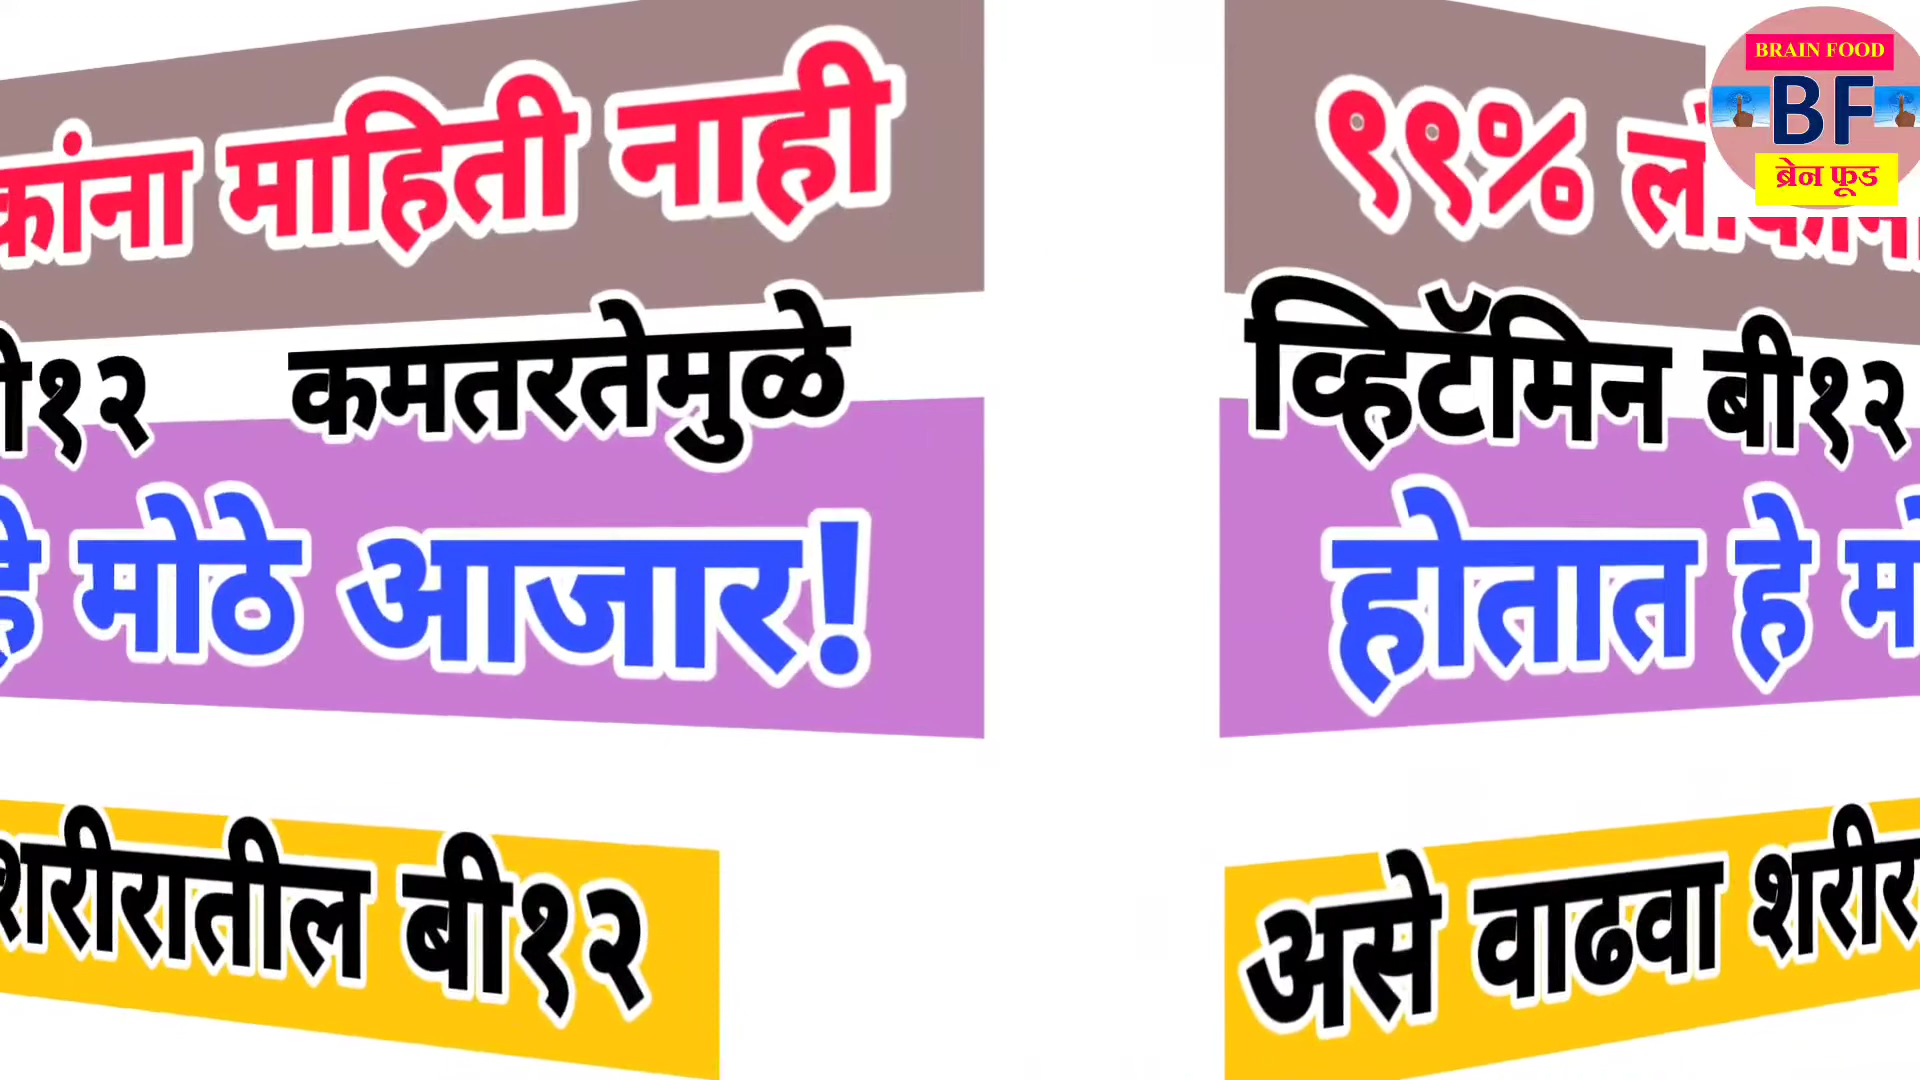 कांना माहिती नाही
१२ कमतरतेमुळे
हे मोठे आजार!
शरीरातील बी१२
९९%
व्हिटॅमिन बी१२
होतात हे
असे वाढवा शरीर
BRAIN FOOD
BF
ब्रेन फूड